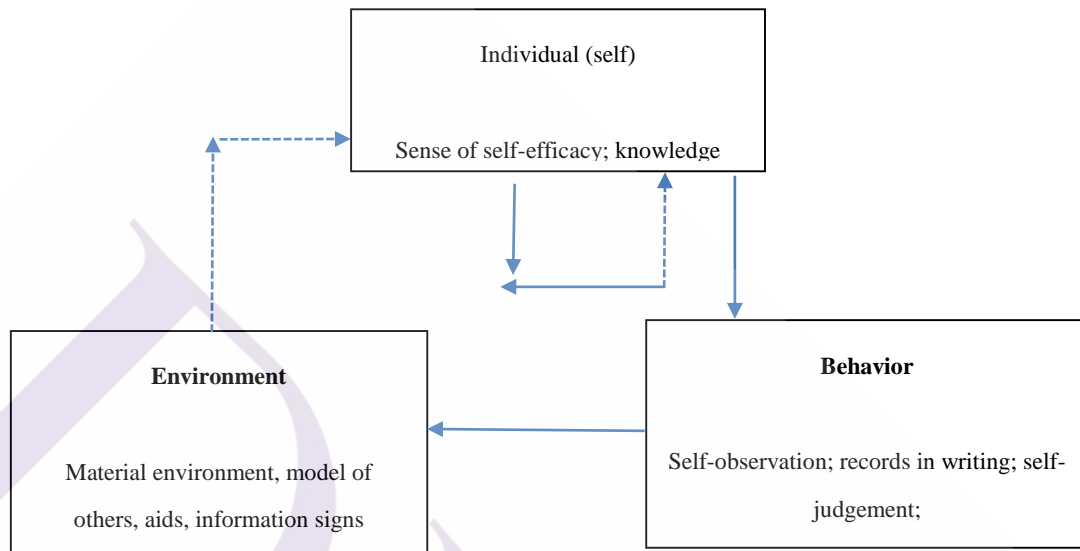 Individual (self)
Sense of self-efficacy; knowledge
Environment
Material environment, model of
others, aids, information signs
Behavior
Self-observation; records in writing; self-
judgement;